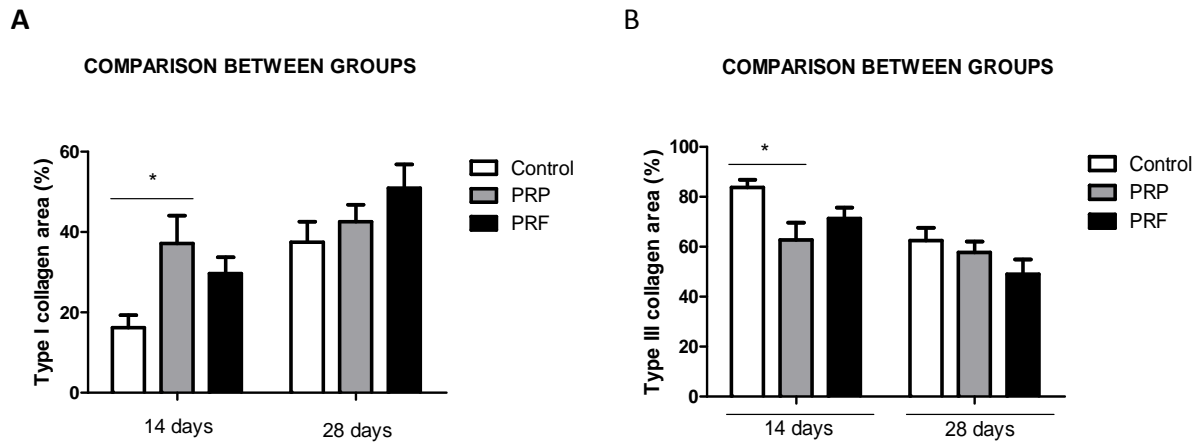 A
COMPARISON BETWEEN GROUPS
Type I collagen area (%)
60
40
20
0
*
14 days
28 days
Control
PRP
PRF
B
COMPARISON BETWEEN GROUPS
Type III collagen area (%)
100
80
60
40
20
0
*
14 days
28 days
Control
PRP
PRF